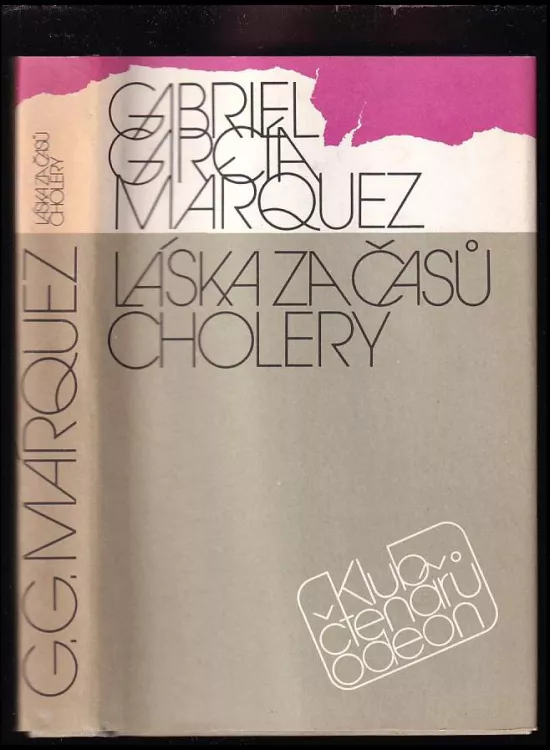 GABRIEL
GARCÍA
MÁRQUEZ
LÁSKA ZA ČASŮ
CHOLERY
Klub
čtenářů
odeon
G.G.MÁRQUEZ
LÁSKA ZA ČASŮ
CHOLERY